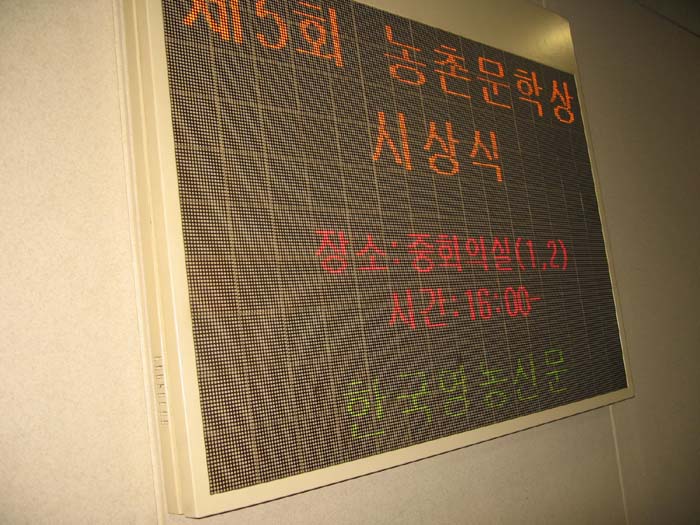 제5회 농촌문학상
시상식
장소:중회의실(1,2)
시간:16:00~
한국영농신문